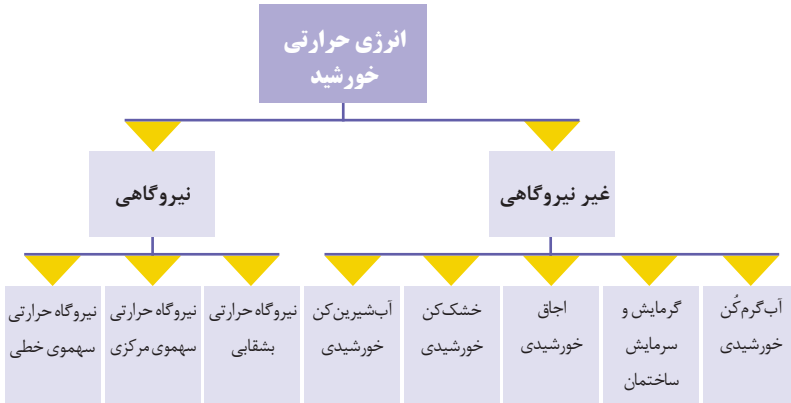 انرژی حرارتی
خورشید
غیر نیروگاهی
نیروگاهی
آب‌گرم‌کُن
خورشیدی
گرمایش و
سرمایش
ساختمان
اجاق
خورشیدی
خشک‌کن
خورشیدی
آب‌شیرین‌کن
خورشیدی
نیروگاه حرارتی
بشقابی
نیروگاه حرارتی
سهموی مرکزی
نیروگاه حرارتی
سهموی خطی